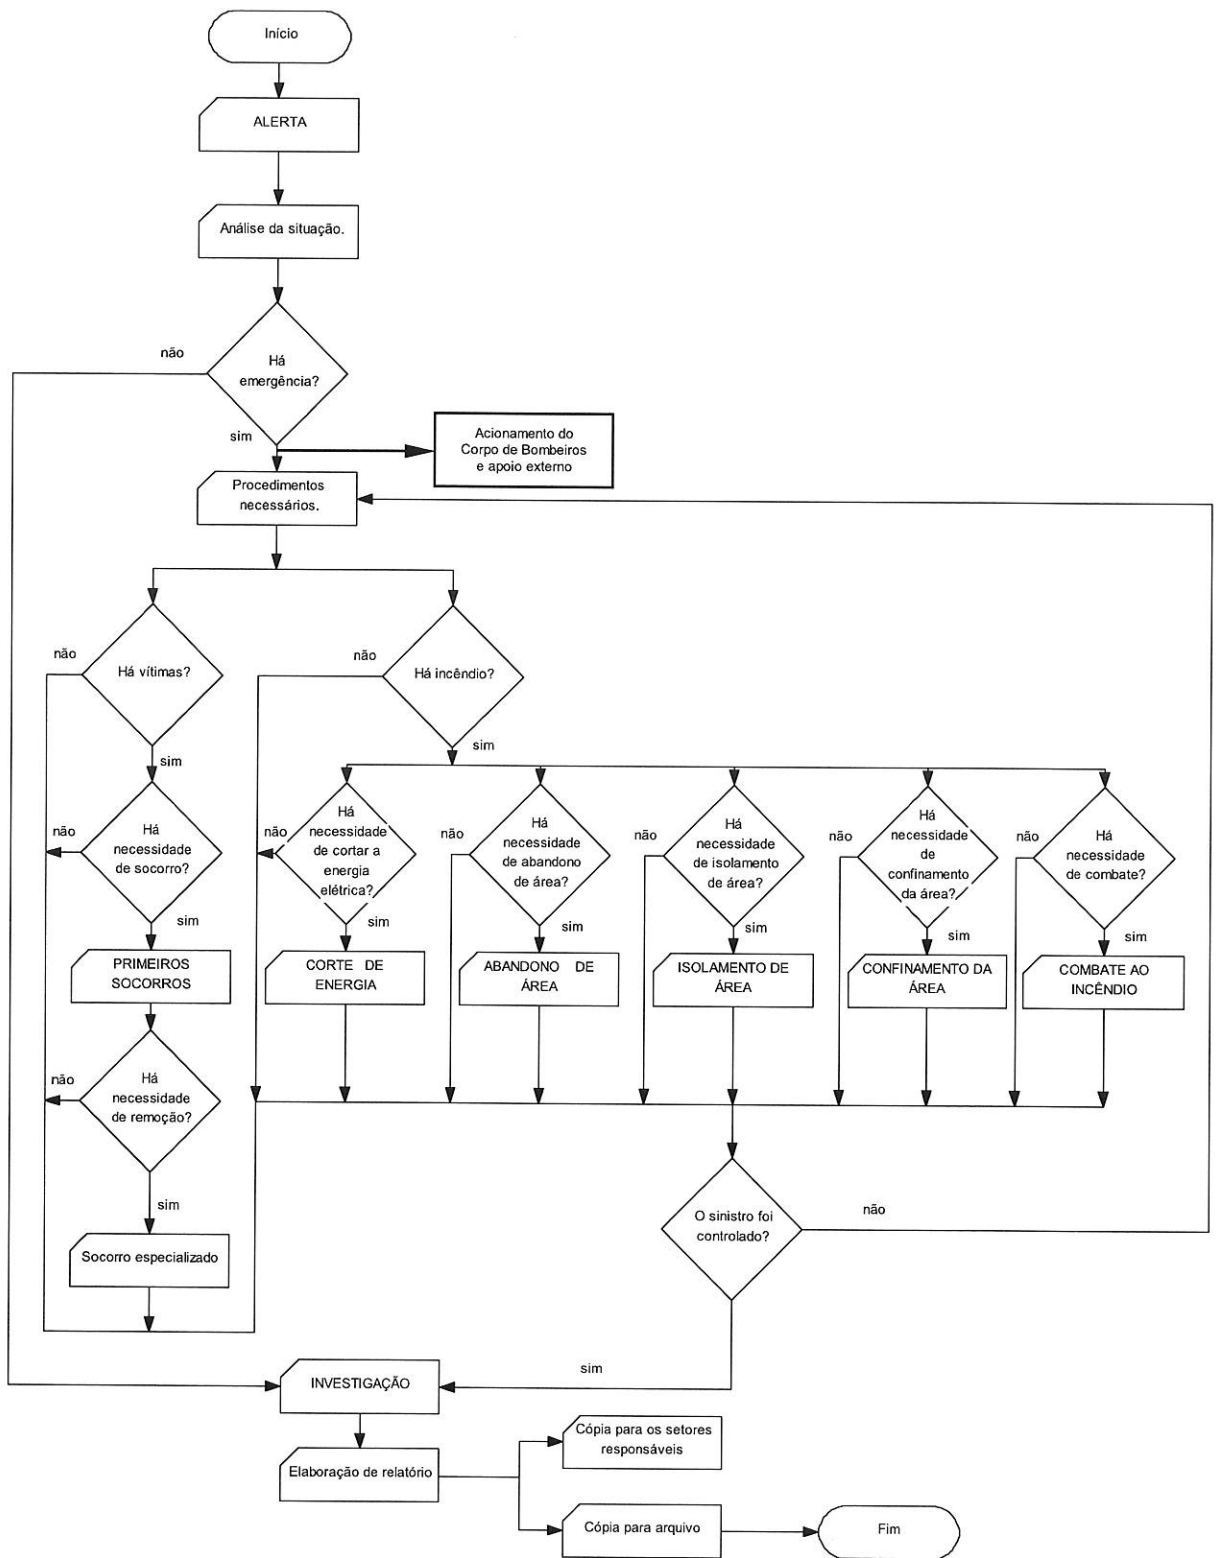 Início
ALERTA
Análise da situação.
não
Há
emergência?
sim
Acionamento do
Corpo de Bombeiros
e apoio externo
Procedimentos
necessários.
não
Há vítimas?
sim
não
Há incêndio?
sim
não
Há
necessidade
de socorro?
sim
não
Há
necessidade
de cortar a
energia
elétrica?
sim
não
Há
necessidade
de abandono
de área?
sim
não
Há
necessidade
de isolamento
de área?
sim
não
Há
necessidade
de
confinamento
da área?
sim
não
Há
necessidade
de combate?
sim
PRIMEIROS
SOCORROS
CORTE DE
ENERGIA
ABANDONO DE
ÁREA
ISOLAMENTO DE
ÁREA
CONFINAMENTO DA
ÁREA
COMBATE AO
INCÊNDIO
não
Há
necessidade
de remoção?
sim
Socorro especializado
O sinistro foi
controlado?
não
sim
INVESTIGAÇÃO
Elaboração de relatório
Cópia para os setores
responsáveis
Cópia para arquivo
Fim